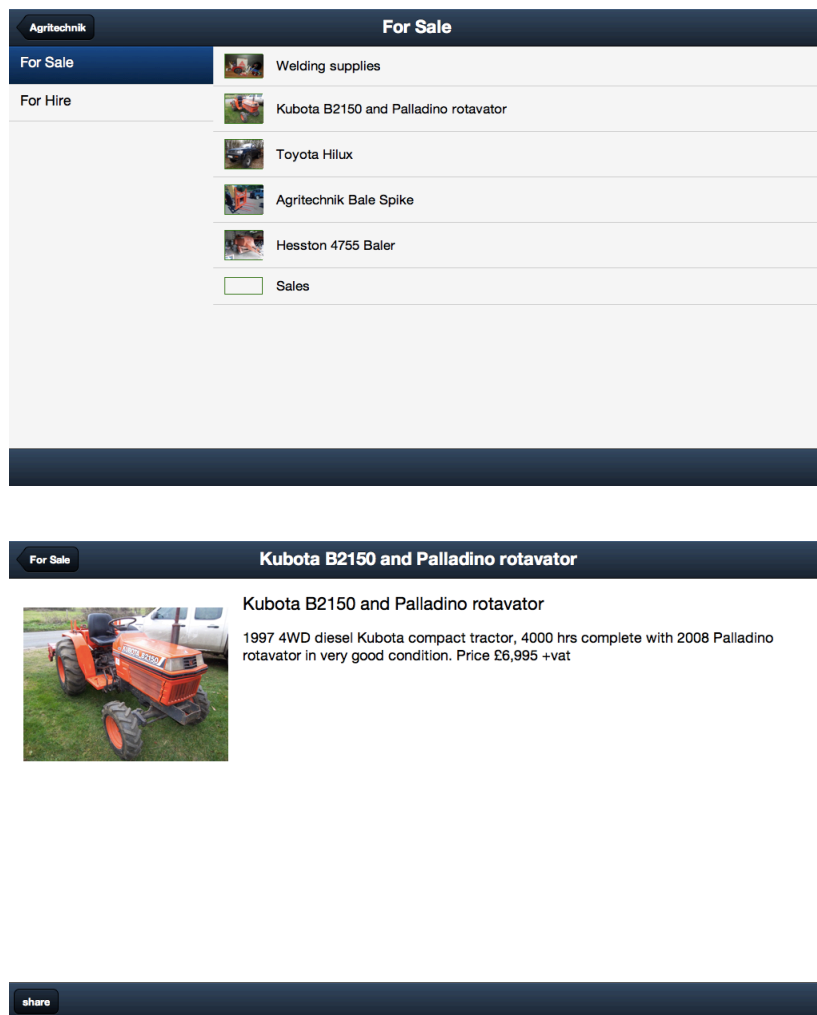 Agritechnik
For Sale
For Sale
For Hire
Welding supplies
Kubota B2150 and Palladino rotavator
Toyota Hilux
Agritechnik Bale Spike
Hesston 4755 Baler
Sales
For Sale
Kubota B2150 and Palladino rotavator
Kubota B2150 and Palladino rotavator
1997 4WD diesel Kubota compact tractor, 4000 hrs complete with 2008 Palladino
rotavator in very good condition. Price £6,995 +vat
KUBOTA B2150
share